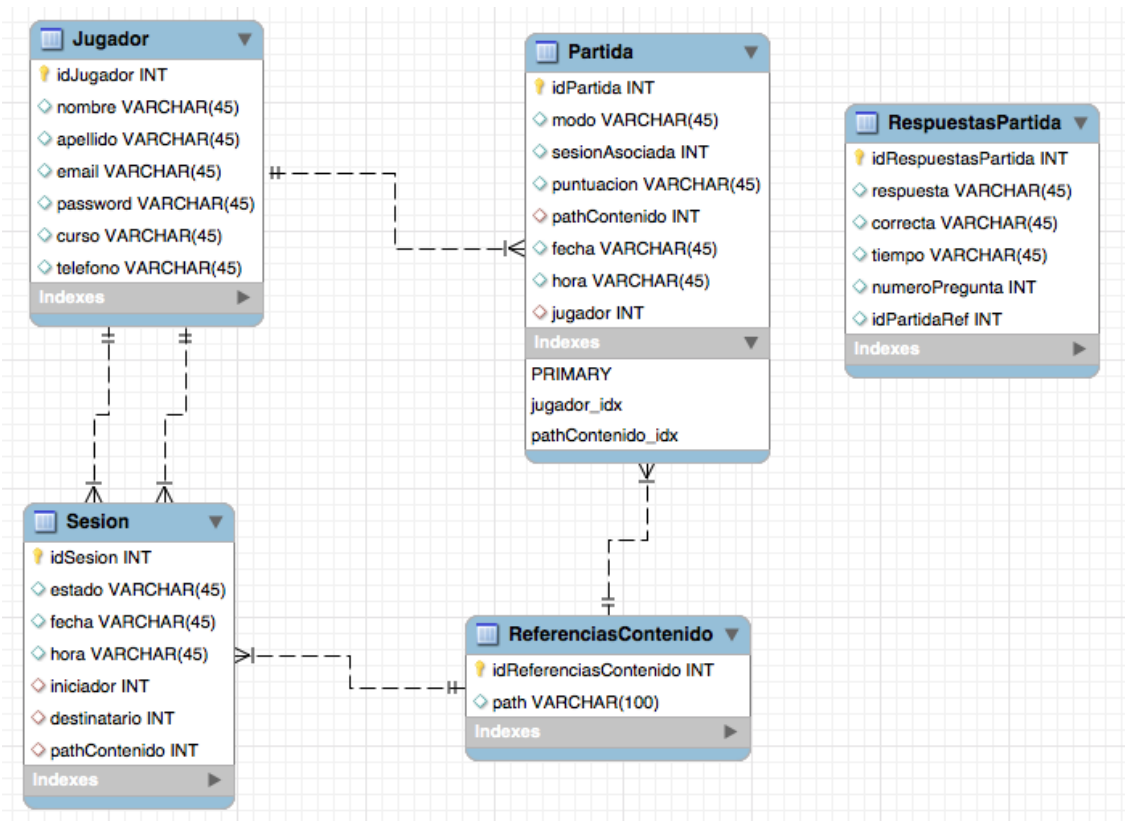 Jugador
idJugador INT
nombre VARCHAR(45)
apellido VARCHAR(45)
email VARCHAR(45)
password VARCHAR(45)
curso VARCHAR(45)
telefono VARCHAR(45)
Indexes
Partida
idPartida INT
modo VARCHAR(45)
sesionAsociada INT
puntuacion VARCHAR(45)
pathContenido INT
fecha VARCHAR(45)
hora VARCHAR(45)
jugador INT
Indexes
PRIMARY
jugador_idx
pathContenido_idx
RespuestasPartida
idRespuestasPartida INT
respuesta VARCHAR(45)
correcta VARCHAR(45)
tiempo VARCHAR(45)
numeroPregunta INT
idPartidaRef INT
Indexes
Sesion
idSesion INT
estado VARCHAR(45)
fecha VARCHAR(45)
hora VARCHAR(45)
iniciador INT
destinatario INT
pathContenido INT
Indexes
ReferenciasContenido
idReferenciasContenido INT
path VARCHAR(100)
Indexes